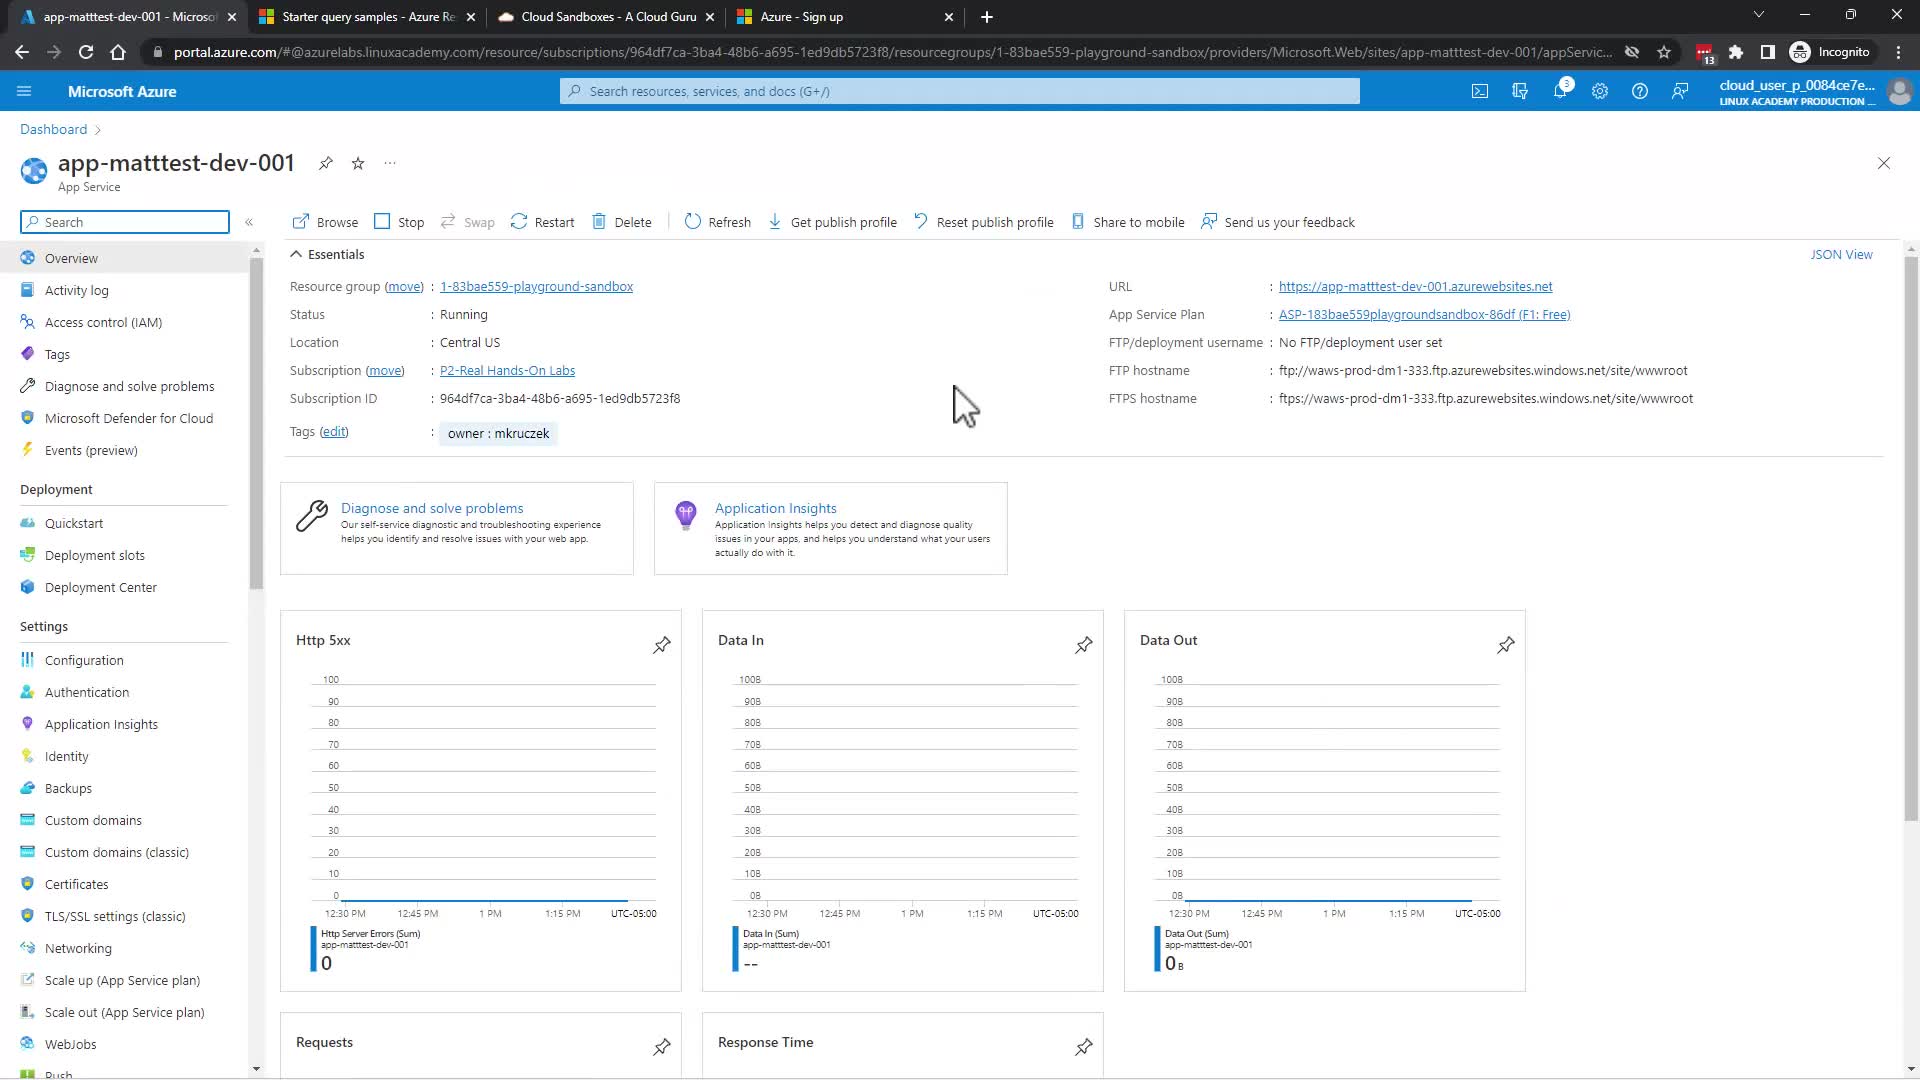 app-matttest-dev-001 - Microsof
Starter query samples - Azure Re
Cloud Sandboxes - A Cloud Guru
Azure - Sign up
portal.azure.com/#@azurelabs.linuxacademy.com/resource/subscriptions/964df7ca-3ba4-48b6-a695-1ed9db5723f8/resourcegroups/1-83bae559-playground-sandbox/providers/Microsoft.Web/sites/app-matttest-dev-001/appServic...
13
Incognito
Microsoft Azure
Search resources, services, and docs (G+/)
3
cloud_user_p_0084ce7e...
LINUX ACADEMY PRODUCTION ...
Dashboard
app-matttest-dev-001
App Service
Search
Browse
Stop
Swap
Restart
Delete
Refresh
Get publish profile
Reset publish profile
Share to mobile
Send us your feedback
Overview
Activity log
Access control (IAM)
Tags
Diagnose and solve problems
Microsoft Defender for Cloud
Events (preview)
Deployment
Quickstart
Deployment slots
Deployment Center
Settings
Configuration
Authentication
Application Insights
Identity
Backups
Custom domains
Custom domains (classic)
Certificates
TLS/SSL settings (classic)
Networking
Scale up (App Service plan)
Scale out (App Service plan)
WebJobs
Push
Essentials
JSON View
Resource group (move) : 1-83bae559-playground-sandbox
Status : Running
Location : Central US
Subscription (move) : P2-Real Hands-On Labs
Subscription ID : 964df7ca-3ba4-48b6-a695-1ed9db5723f8
Tags (edit) : owner : mkruczek
URL : https://app-matttest-dev-001.azurewebsites.net
App Service Plan : ASP-183bae559playgroundsandbox-86df (F1: Free)
FTP/deployment username : No FTP/deployment user set
FTP hostname : ftp://waws-prod-dm1-333.ftp.azurewebsites.windows.net/site/wwwroot
FTPS hostname : ftps://waws-prod-dm1-333.ftp.azurewebsites.windows.net/site/wwwroot
Diagnose and solve problems
Our self-service diagnostic and troubleshooting experience
helps you identify and resolve issues with your web app.
Application Insights
Application Insights helps you detect and diagnose quality
issues in your apps, and helps you understand what your users
actually do with it.
Http 5xx
100
90
80
70
60
50
40
30
20
10
0
12:30 PM 12:45 PM 1 PM 1:15 PM UTC-05:00
Http Server Errors (Sum)
app-matttest-dev-001
0
Data In
100B
90B
80B
70B
60B
50B
40B
30B
20B
10B
0B
12:30 PM 12:45 PM 1 PM 1:15 PM UTC-05:00
Data In (Sum)
app-matttest-dev-001
--
Data Out
100B
90B
80B
70B
60B
50B
40B
30B
20B
10B
0B
12:30 PM 12:45 PM 1 PM 1:15 PM UTC-05:00
Data Out (Sum)
app-matttest-dev-001
0 B
Requests
Response Time